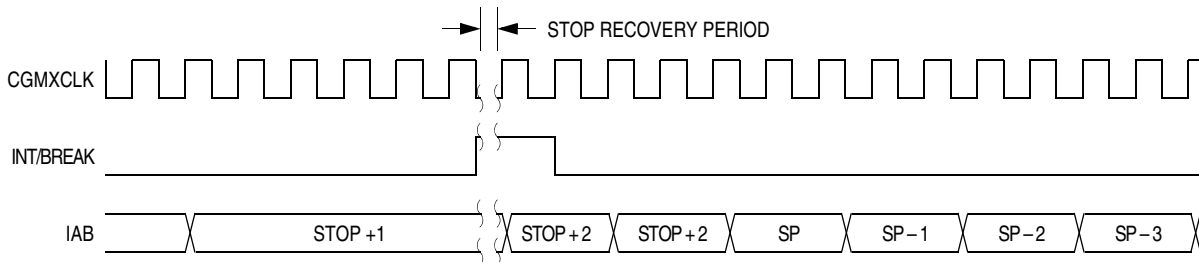 STOP RECOVERY PERIOD
CGMXCLK
INT/BREAK
IAB STOP +1 STOP + 2 STOP + 2 SP SP – 1 SP – 2 SP – 3